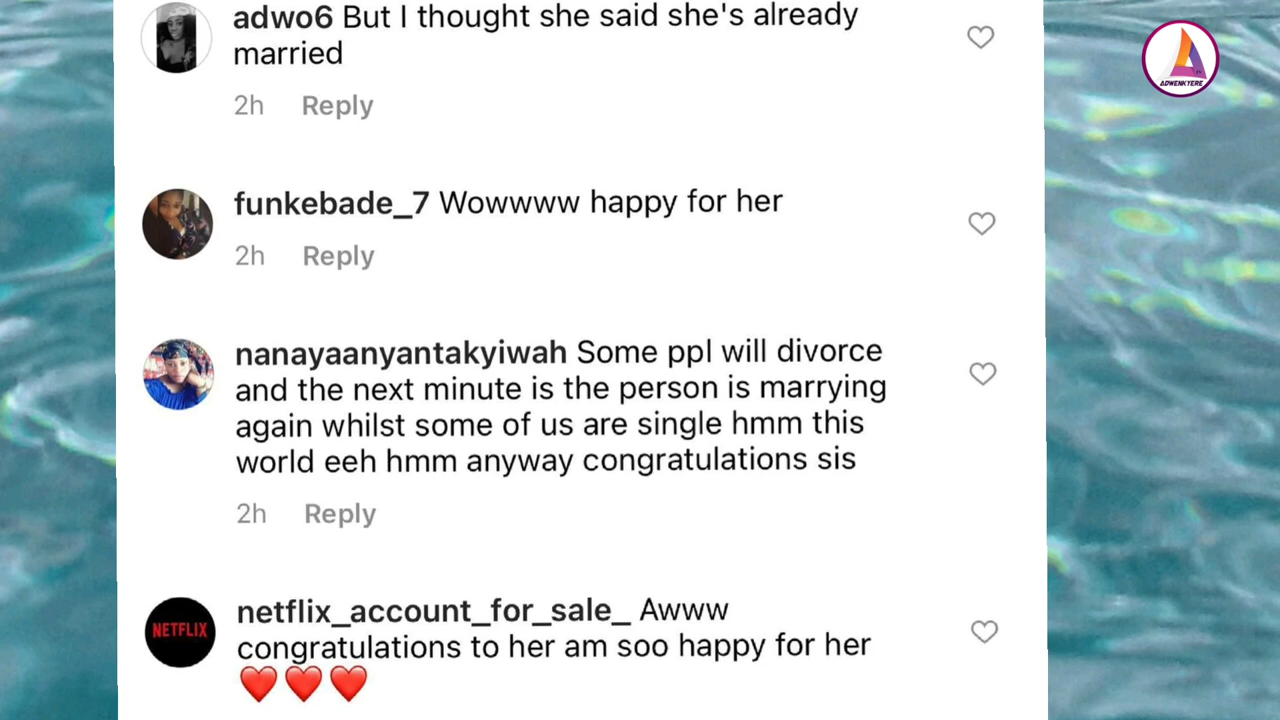 adwo6 But I thought she said she's already
married
2h Reply
funkebade_7 Wowwww happy for her
2h Reply
nanayaanyantakyiwah Some ppl will divorce
and the next minute is the person is marrying
again whilst some of us are single hmm this
world eeh hmm anyway congratulations sis
2h Reply
netflix_account_for_sale_ Awww
congratulations to her am soo happy for her
❤️❤️❤️
NETFLIX
TV
ADWENKYERE